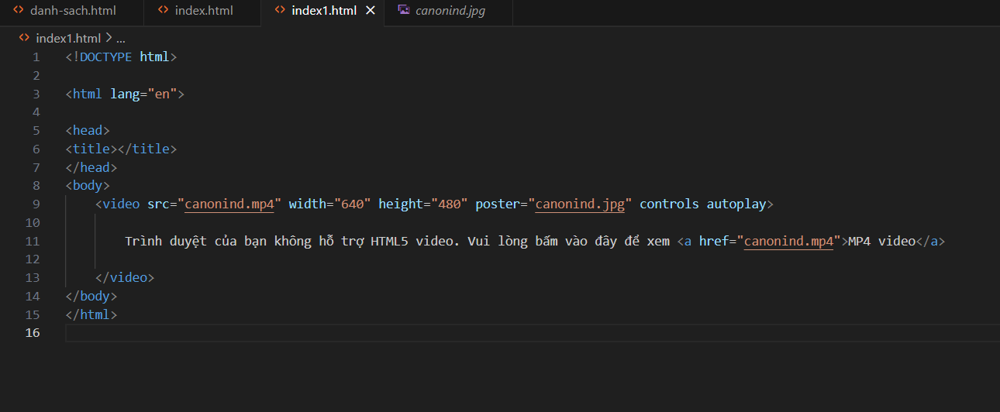 danh-sach.html index.html index1.html canonind.jpg
index1.html > ...
1 <!DOCTYPE html>
2
3 <html lang="en">
4
5 <head>
6 <title></title>
7 </head>
8 <body>
9 <video src="canonind.mp4" width="640" height="480" poster="canonind.jpg" controls autoplay>
10
11 Trình duyệt của bạn không hỗ trợ HTML5 video. Vui lòng bấm vào đây để xem <a href="canonind.mp4">MP4 video</a>
12
13 </video>
14 </body>
15 </html>
16